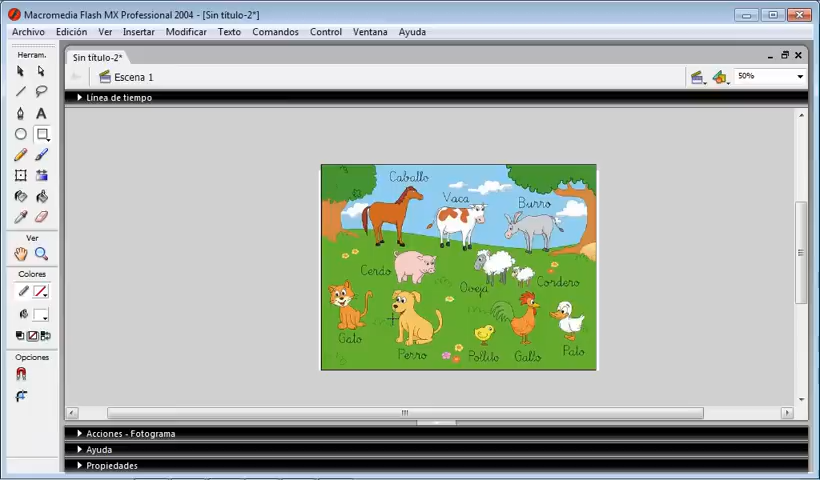 Macromedia Flash MX Professional 2004 - [Sin título-2*]
Archivo Edición Ver Insertar Modificar Texto Comandos Control Ventana Ayuda
Herram.
Sin título-2*
Escena 1
50%
Línea de tiempo
Caballo
Vaca
Burro
Cerdo
Oveja
Cordero
Gato
Perro
Pollito
Gallo
Pato
Ver
Colores
Opciones
Acciones - Fotograma
Ayuda
Propiedades